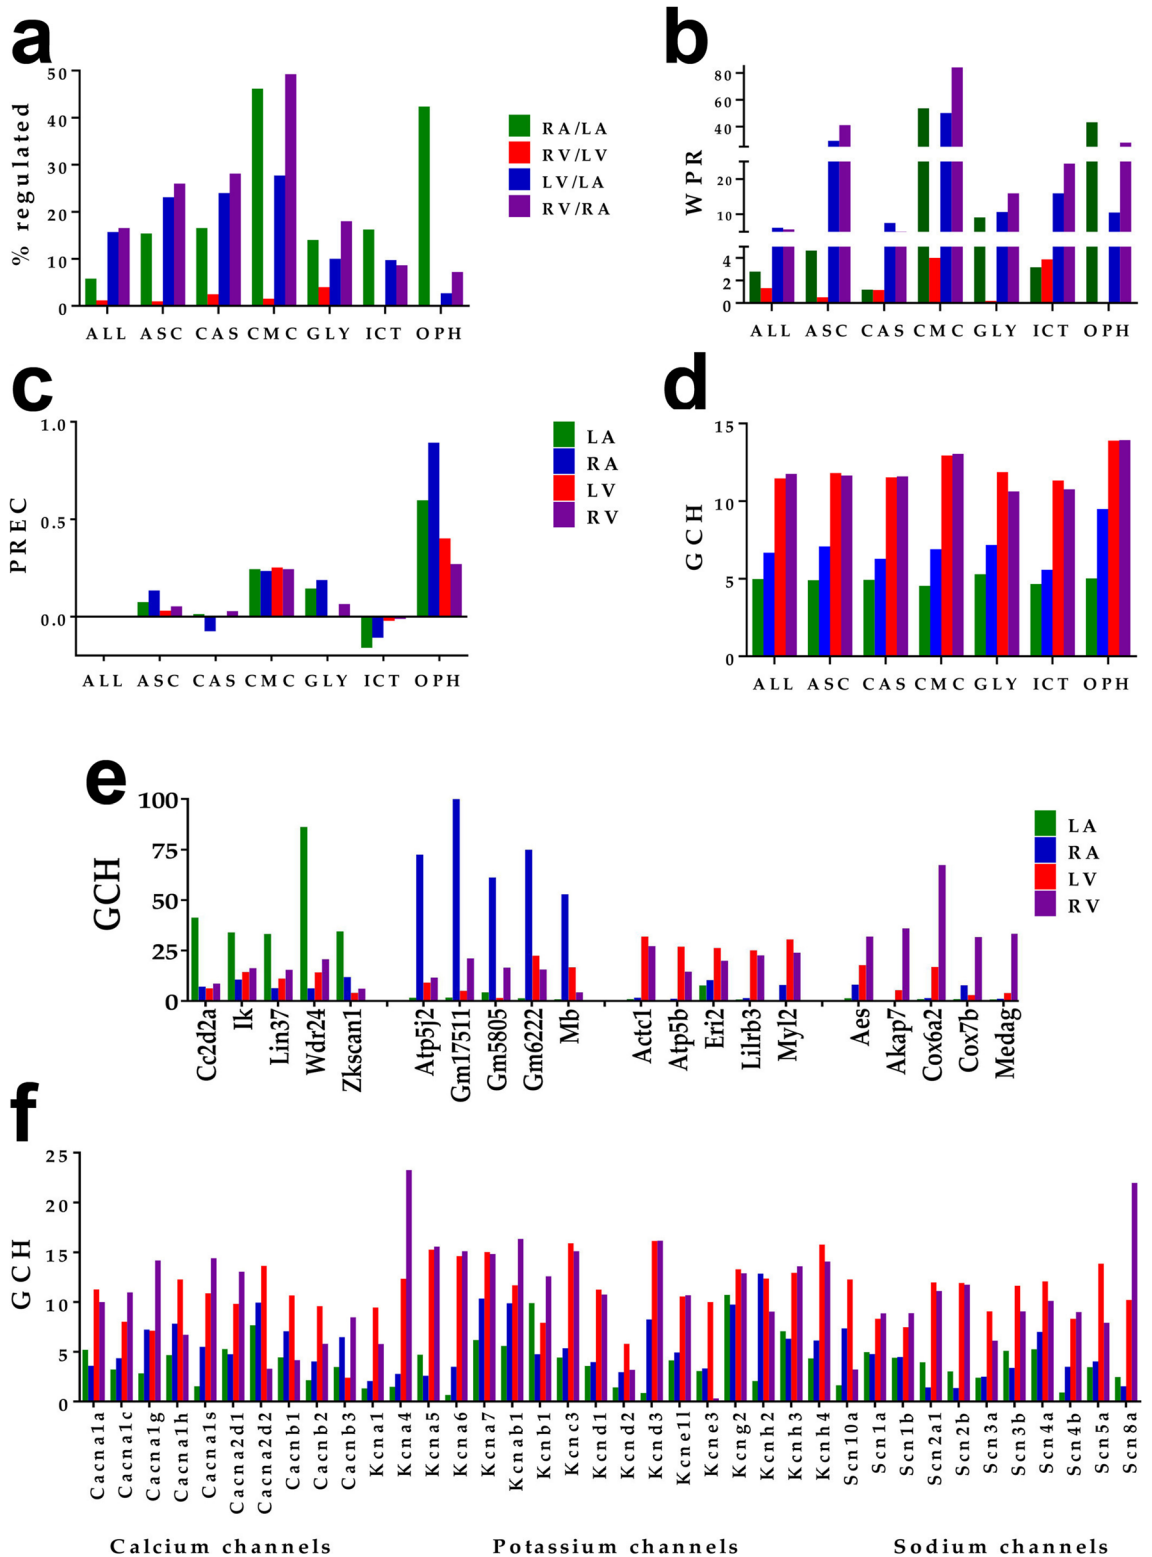 a
% regulated
50
40
30
20
10
0
ALL ASC CAS CMC GLY ICT OPH
RA/LA
RV/LV
LV/LA
RV/RA
b
WPR
80
60
40
20
10
4
2
0
ALL ASC CAS CMC GLY ICT OPH
c
PREC
1.0
0.5
0.0
ALL ASC CAS CMC GLY ICT OPH
LA
RA
LV
RV
d
GCH
15
10
5
0
ALL ASC CAS CMC GLY ICT OPH
e
GCH
100
75
50
25
0
Cc2d2a Ik Lin37 Wdr24 Zkscan1 Atp5j2 Gm17511 Gm5805 Gm6222 Mb Actc1 Atp5b Eri2 Lilrb3 Myl2 Aes Akap7 Cox6a2 Cox7b Medag
LA
RA
LV
RV
f
GCH
25
20
15
10
5
0
Cacna1a Cacna1c Cacna1g Cacna1h Cacna1s Cacna2d1 Cacna2d2 Cacnb1 Cacnb2 Cacnb3 Kcna1 Kcna4 Kcna5 Kcna6 Kcna7 Kcnab1 Kcnb1 Kcnc3 Kcnd1 Kcnd2 Kcnd3 Kcne1l Kcne3 Kcng2 Kcnh2 Kcnh3 Kcnh4 Scn10a Scn1a Scn1b Scn2a1 Scn2b Scn3a Scn3b Scn4a Scn4b Scn5a Scn8a
Calcium channels Potassium channels Sodium channels